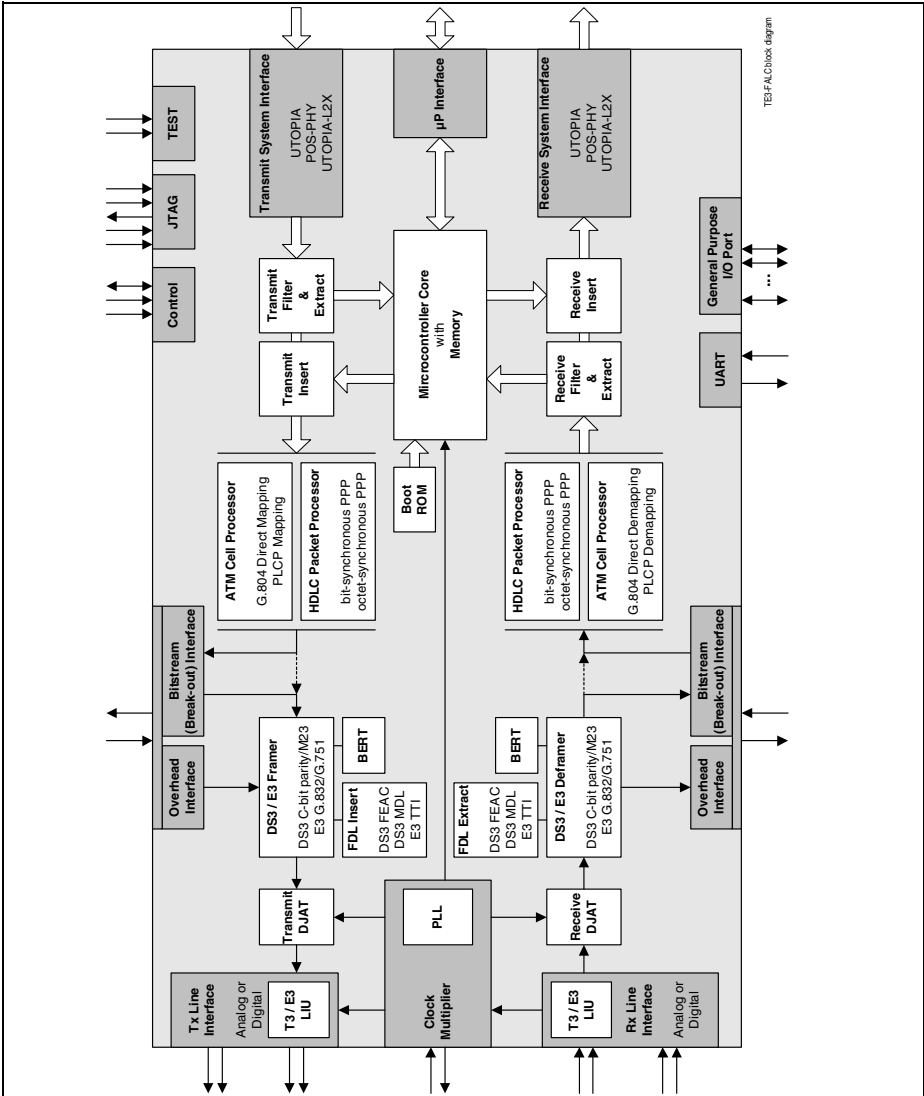 Overhead
Interface
Bitstream
(Break-out) Interface
Control
JTAG
TEST
Tx Line
Interface
Analog or
Digital
T3 / E3
LIU
Transmit
DJAT
DS3 / E3 Framer
DS3 C-bit parity/M23
E3 G.832/G.751
FDL Insert
DS3 FEAC
DS3 MDL
E3 TTI
BERT
ATM Cell Processor
G.804 Direct Mapping
PLCP Mapping
HDLC Packet Processor
bit-synchronous PPP
octet-synchronous PPP
Transmit
Insert
Transmit
Filter
&
Extract
Transmit System Interface
UTOPIA
POS-PHY
UTOPIA-L2X
Clock
Multiplier
PLL
Boot
ROM
Mircrocontroller Core
with
Memory
µP Interface
FDL Extract
DS3 FEAC
DS3 MDL
E3 TTI
BERT
T3 / E3
LIU
Rx Line
Interface
Analog or
Digital
Receive
DJAT
DS3 / E3 Deframer
DS3 C-bit parity/M23
E3 G.832/G.751
HDLC Packet Processor
bit-synchronous PPP
octet-synchronous PPP
ATM Cell Processor
G.804 Direct Demapping
PLCP Demapping
Receive
Filter
&
Extract
Receive
Insert
Receive System Interface
UTOPIA
POS-PHY
UTOPIA-L2X
Overhead
Interface
Bitstream
(Break-out) Interface
UART
General Purpose
I/O Port
...
TE3-FALC block diagram